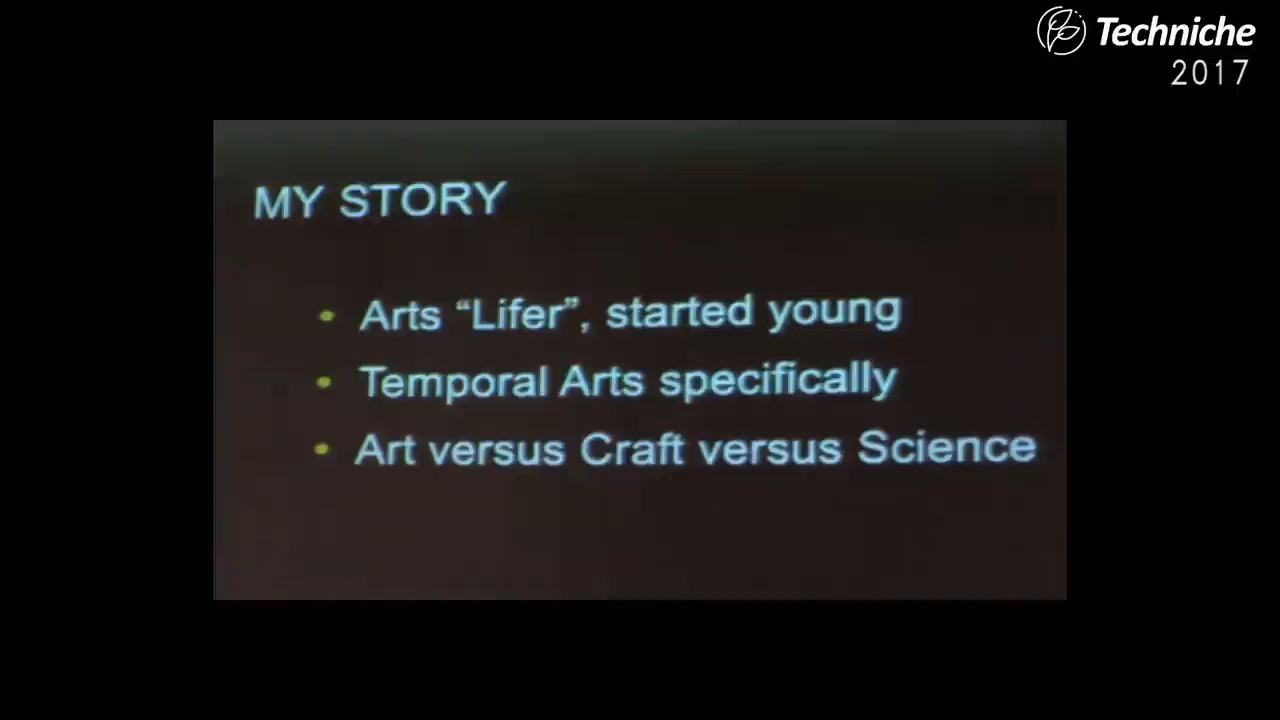 Techniche
2017
MY STORY
• Arts “Lifer”, started young
• Temporal Arts specifically
• Art versus Craft versus Science